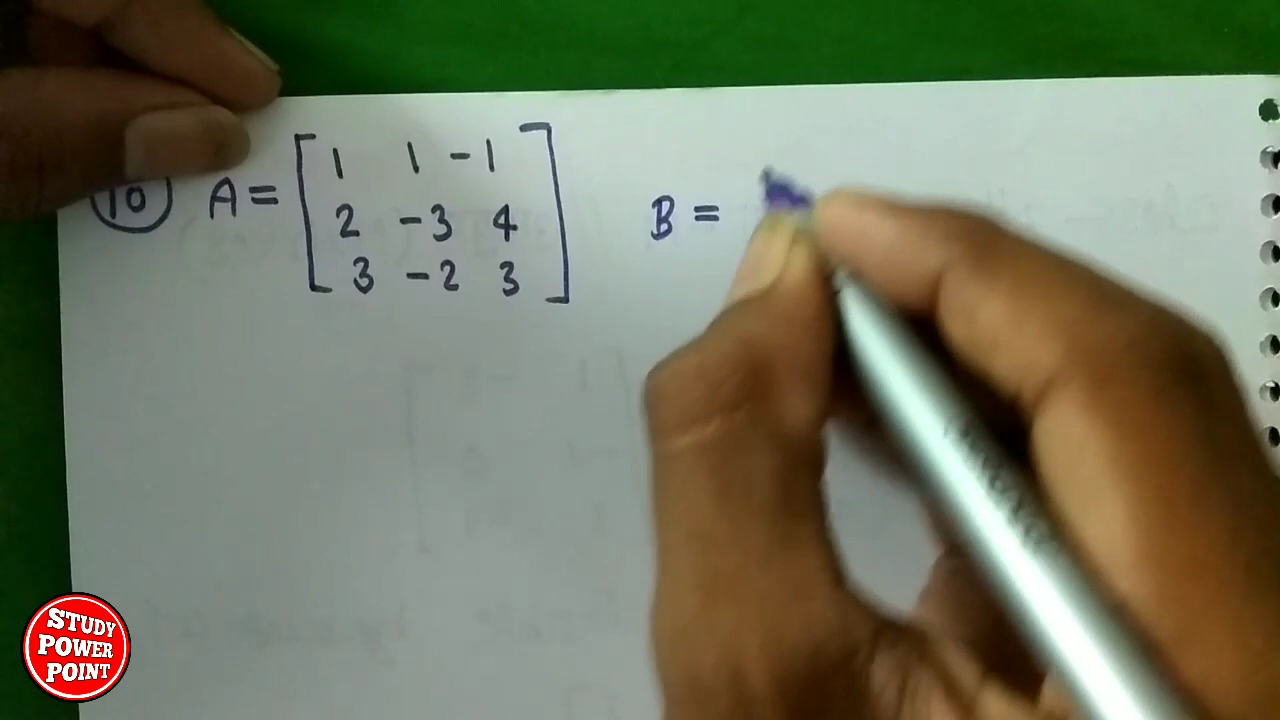 10 A = [ 1 1 -1 B =
2 -3 4
3 -2 3 ]
STUDY
POWER
POINT